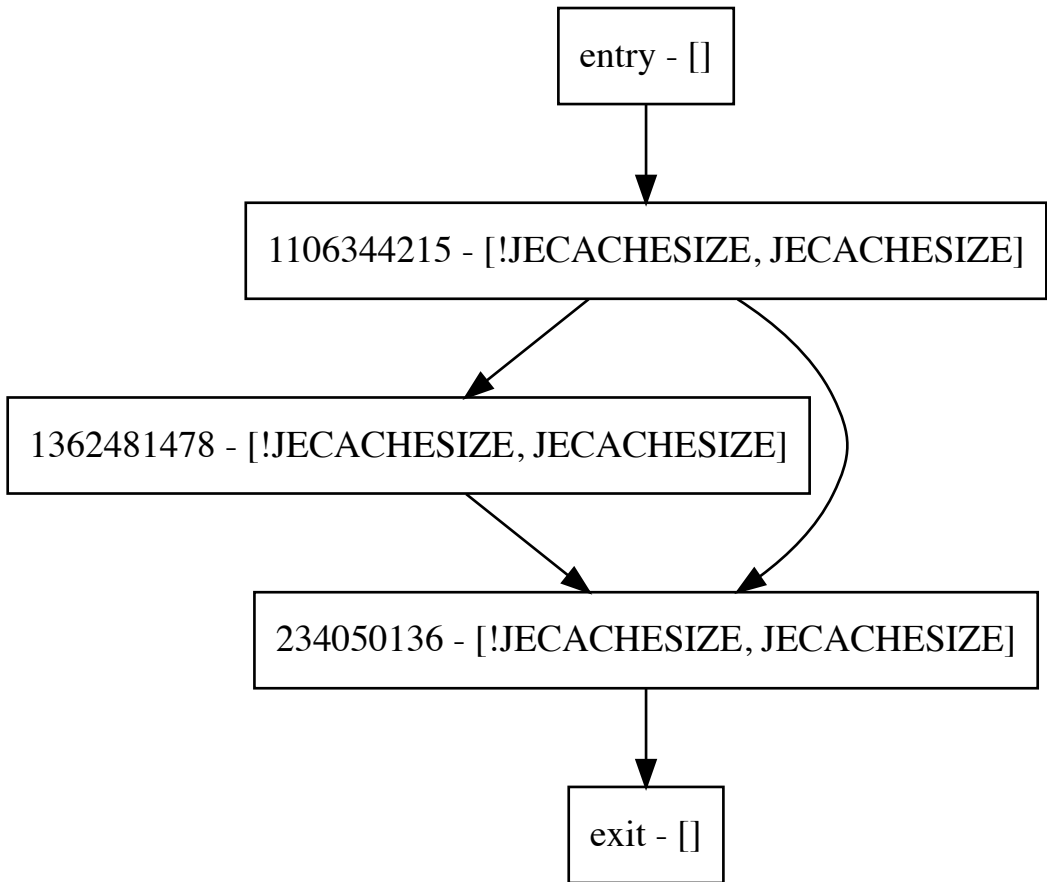 entry - []
1106344215 - [!JECACHESIZE, JECACHESIZE]
1362481478 - [!JECACHESIZE, JECACHESIZE]
234050136 - [!JECACHESIZE, JECACHESIZE]
exit - []